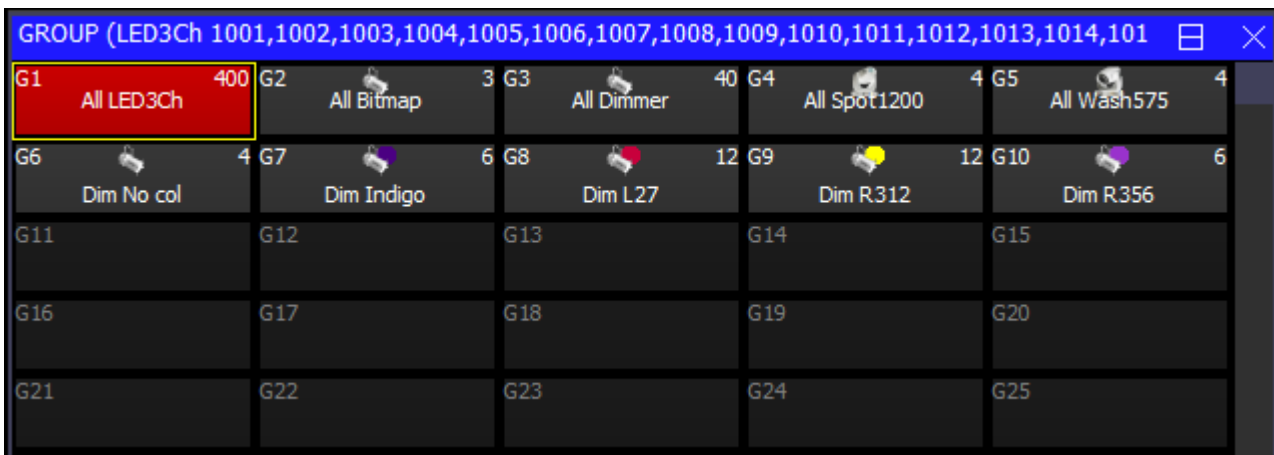 GROUP (LED3Ch 1001,1002,1003,1004,1005,1006,1007,1008,1009,1010,1011,1012,1013,1014,101
G1 400 G2 3 G3 40 G4 4 G5 4
All LED3Ch All Bitmap All Dimmer All Spot1200 All Wash575
G6 4 G7 6 G8 12 G9 12 G10 6
Dim No col Dim Indigo Dim L27 Dim R312 Dim R356
G11 G12 G13 G14 G15
G16 G17 G18 G19 G20
G21 G22 G23 G24 G25